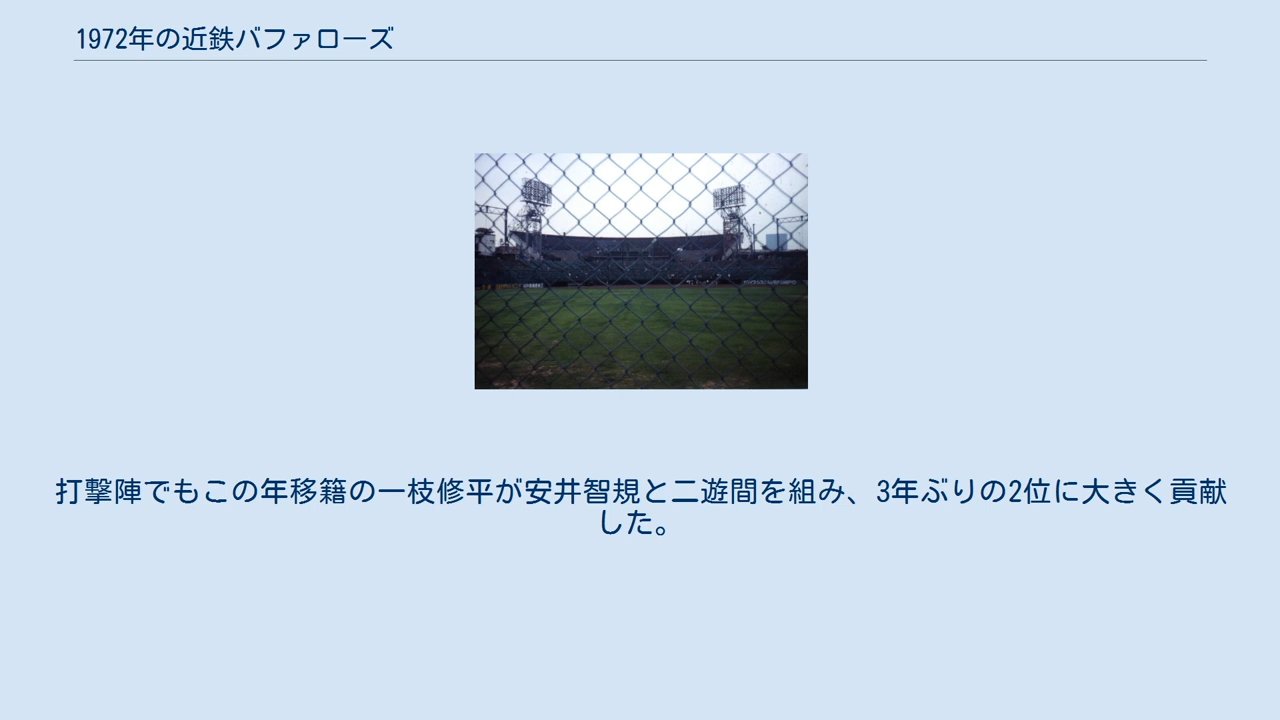 1972年の近鉄バファローズ
打撃陣でもこの年移籍の一枝修平が安井智規と二遊間を組み、3年ぶりの2位に大きく貢献
した。